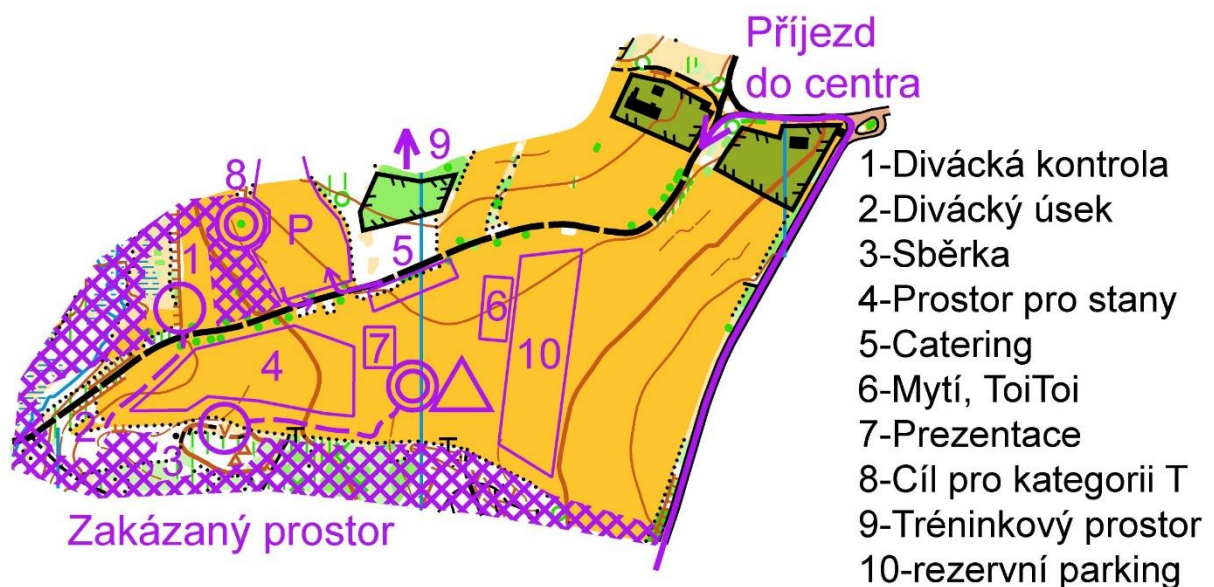 Příjezd
do centra
9
8
P
1
5
6
7
4
10
2
3
Zakázaný prostor
1-Divácká kontrola
2-Divácký úsek
3-Sběrka
4-Prostor pro stany
5-Catering
6-Mytí, ToiToi
7-Prezentace
8-Cíl pro kategorii T
9-Tréninkový prostor
10-rezervní parking